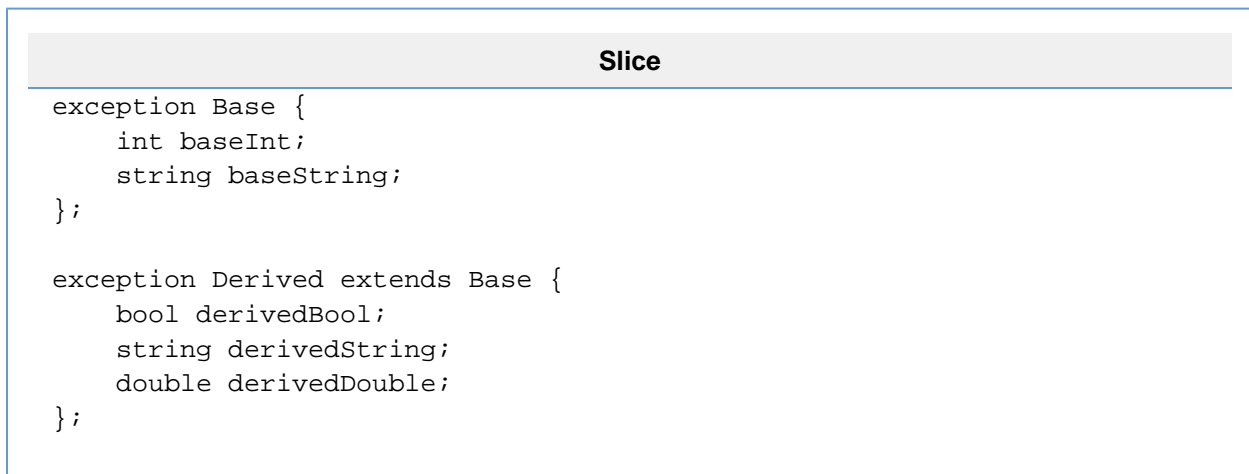 Slice
exception Base {
    int baseInt;
    string baseString;
};

exception Derived extends Base {
    bool derivedBool;
    string derivedString;
    double derivedDouble;
};